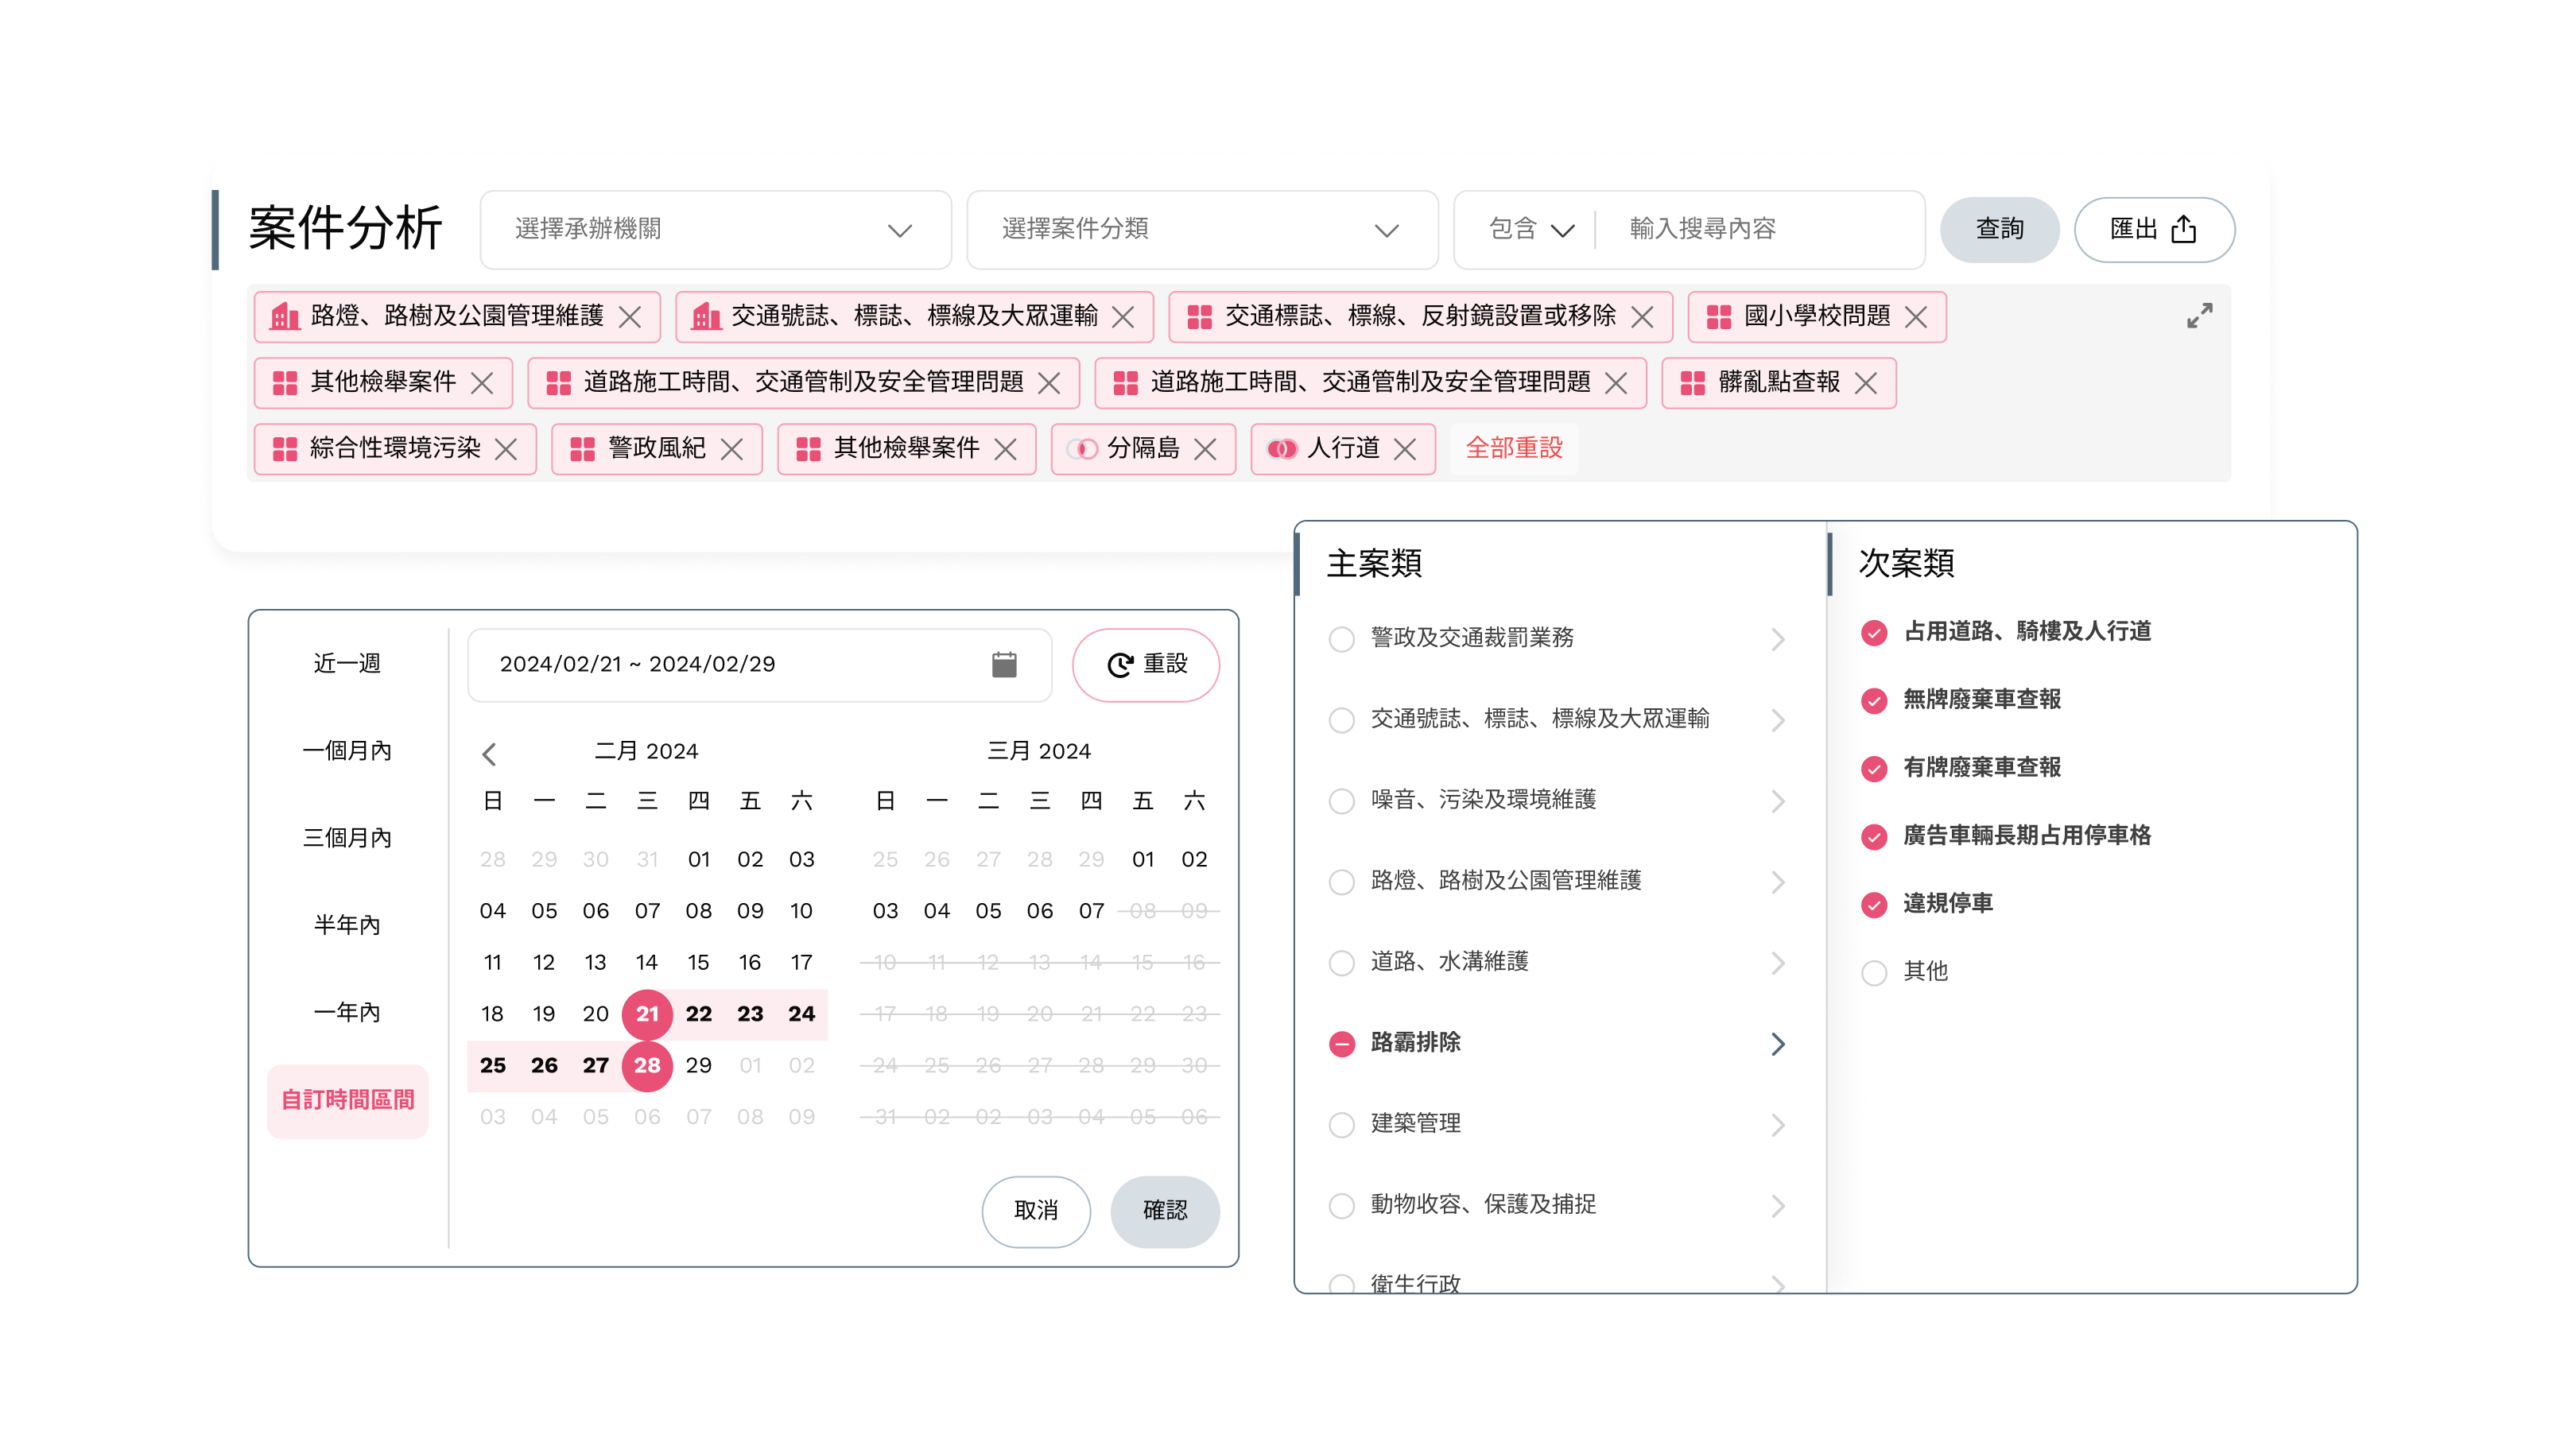 案件分析 選擇承辦機關 選擇案件分類 包含 輸入搜尋內容 查詢 匯出
路燈、路樹及公園管理維護 交通號誌、標誌、標線及大眾運輸 交通標誌、標線、反射鏡設置或移除 國小學校問題
其他檢舉案件 道路施工時間、交通管制及安全管理問題 道路施工時間、交通管制及安全管理問題 髒亂點查報
綜合性環境污染 警政風紀 其他檢舉案件 分隔島 人行道 全部重設
近一週
一個月內
三個月內
半年內
一年內
自訂時間區間
2024/02/21 ~ 2024/02/29 重設
二月 2024 三月 2024
日 一 二 三 四 五 六 日 一 二 三 四 五 六
28 29 30 31 01 02 03 25 26 27 28 29 01 02
04 05 06 07 08 09 10 03 04 05 06 07 08 09
11 12 13 14 15 16 17 10 11 12 13 14 15 16
18 19 20 21 22 23 24 17 18 19 20 21 22 23
25 26 27 28 29 01 02 24 25 26 27 28 29 30
03 04 05 06 07 08 09 31 02 02 03 04 05 06
取消 確認
主案類
警政及交通裁罰業務
交通號誌、標誌、標線及大眾運輸
噪音、污染及環境維護
路燈、路樹及公園管理維護
道路、水溝維護
路霸排除
建築管理
動物收容、保護及捕捉
衛生行政
次案類
占用道路、騎樓及人行道
無牌廢棄車查報
有牌廢棄車查報
廣告車輛長期占用停車格
違規停車
其他